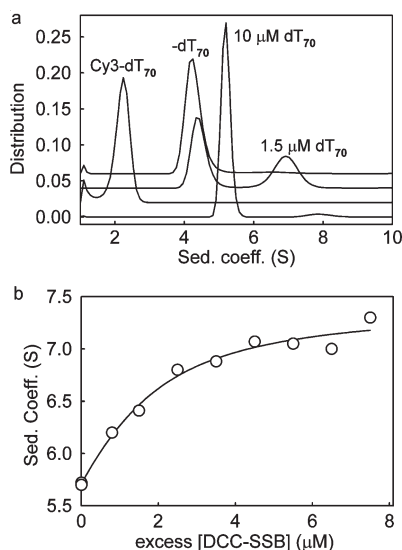 a
0.25
0.20
0.15
0.10
0.05
0.00
Distribution
Cy3-dT70
-dT70
10 μM dT70
1.5 μM dT70
2 4 6 8 10
Sed. coeff. (S)
b
7.5
7.0
6.5
6.0
5.5
Sed. Coeff. (S)
0 2 4 6 8
excess [DCC-SSB] (μM)